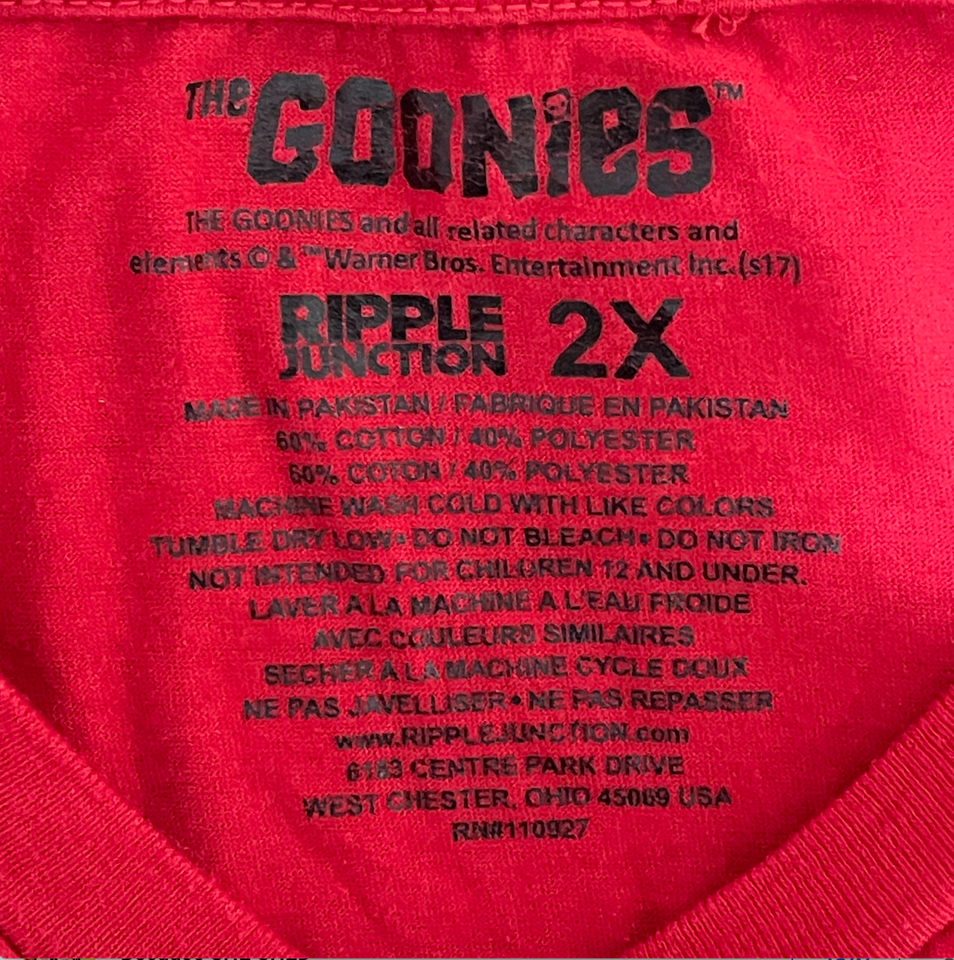 THE GOONIES™
THE GOONIES and all related characters and
elements © & ™ Warner Bros. Entertainment Inc. (s17)
RIPPLE
JUNCTION 2X
MADE IN PAKISTAN / FABRIQUE EN PAKISTAN
60% COTTON / 40% POLYESTER
60% COTON / 40% POLYESTER
MACHINE WASH COLD WITH LIKE COLORS
TUMBLE DRY LOW • DO NOT BLEACH • DO NOT IRON
NOT INTENDED FOR CHILDREN 12 AND UNDER.
LAVER A LA MACHINE A L'EAU FROIDE
AVEC COULEURS SIMILAIRES
SECHER A LA MACHINE CYCLE DOUX
NE PAS JAVELLISER • NE PAS REPASSER
www.RIPPLEJUNCTION.com
6183 CENTRE PARK DRIVE
WEST CHESTER, OHIO 45069 USA
RN#110927